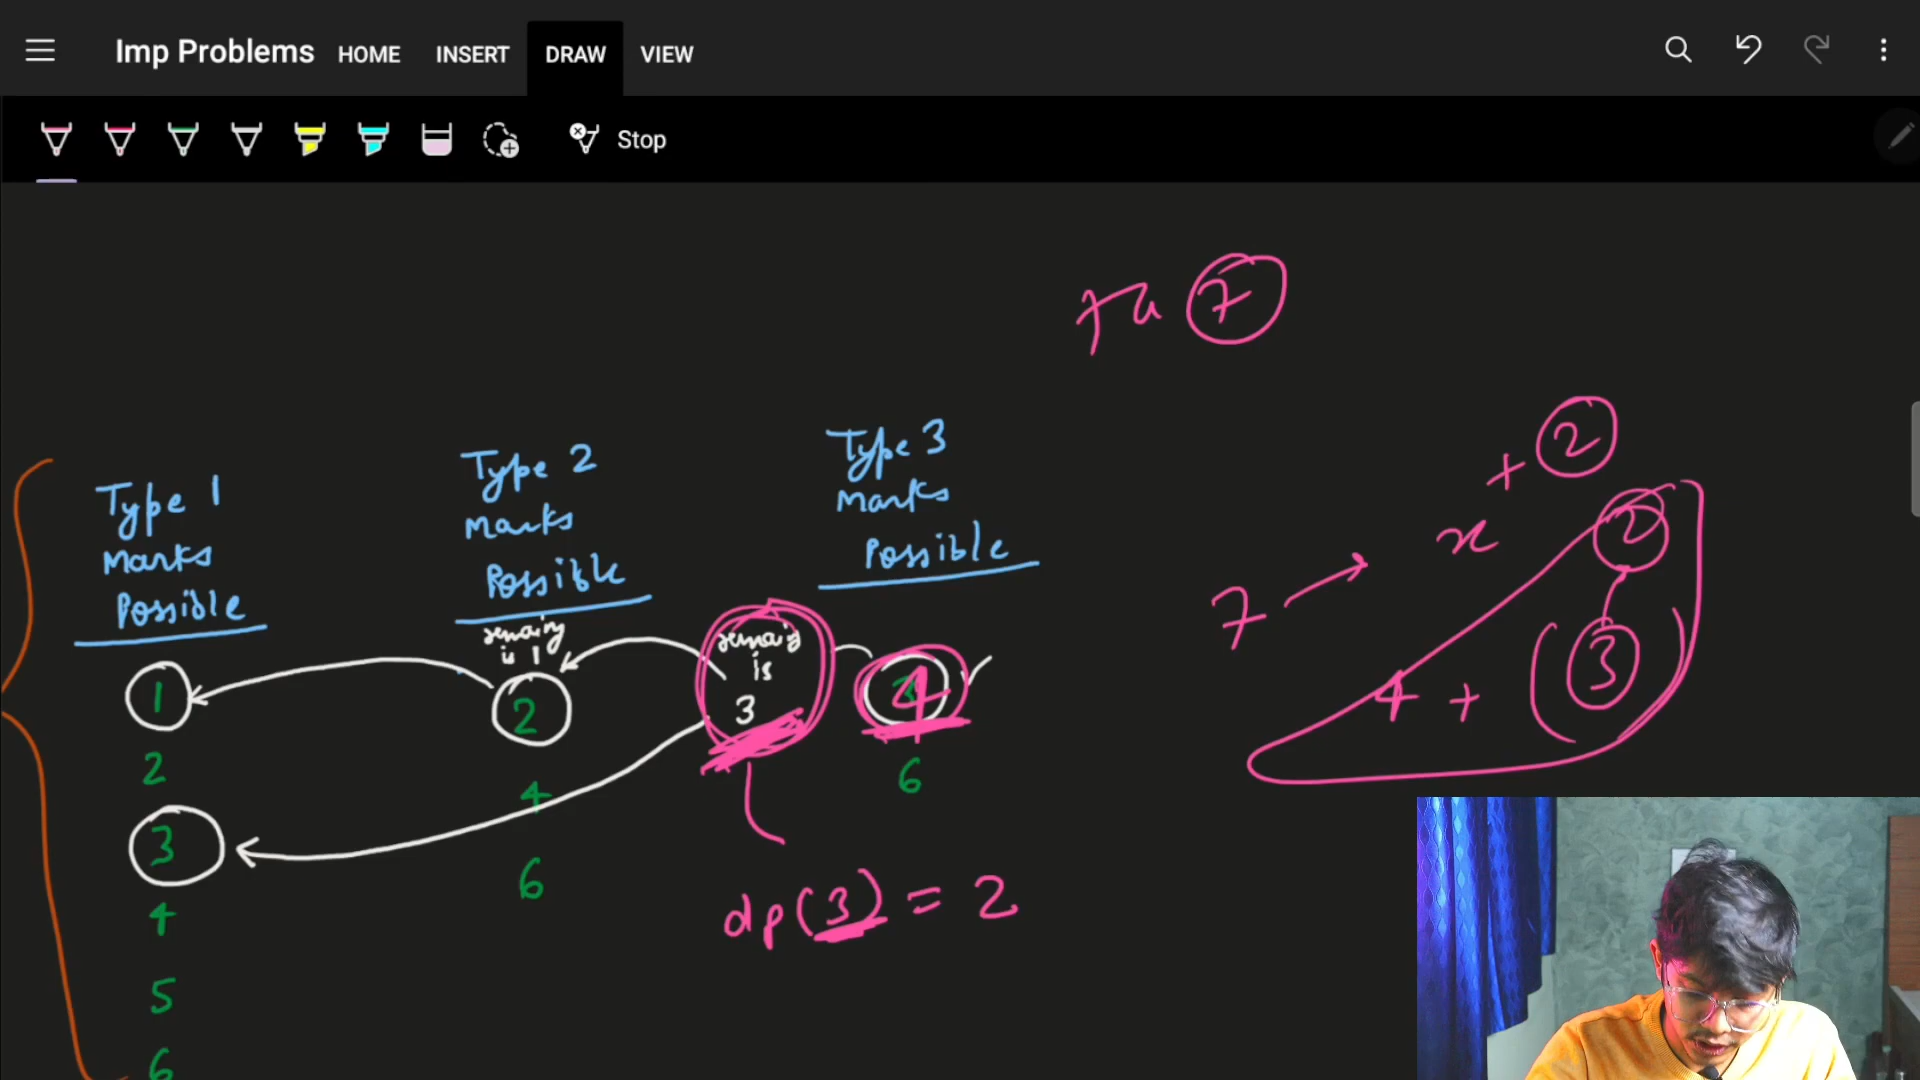 Imp Problems HOME INSERT DRAW VIEW
Stop
7
Type 1
Marks
Possible
Type 2
Marks
Possible
Type 3
Marks
Possible
is 1
is
3
1
2
3
4
5
6
2
4
6
4
6
dp(3) = 2
+ 2
7 → x 2
4 + (3)